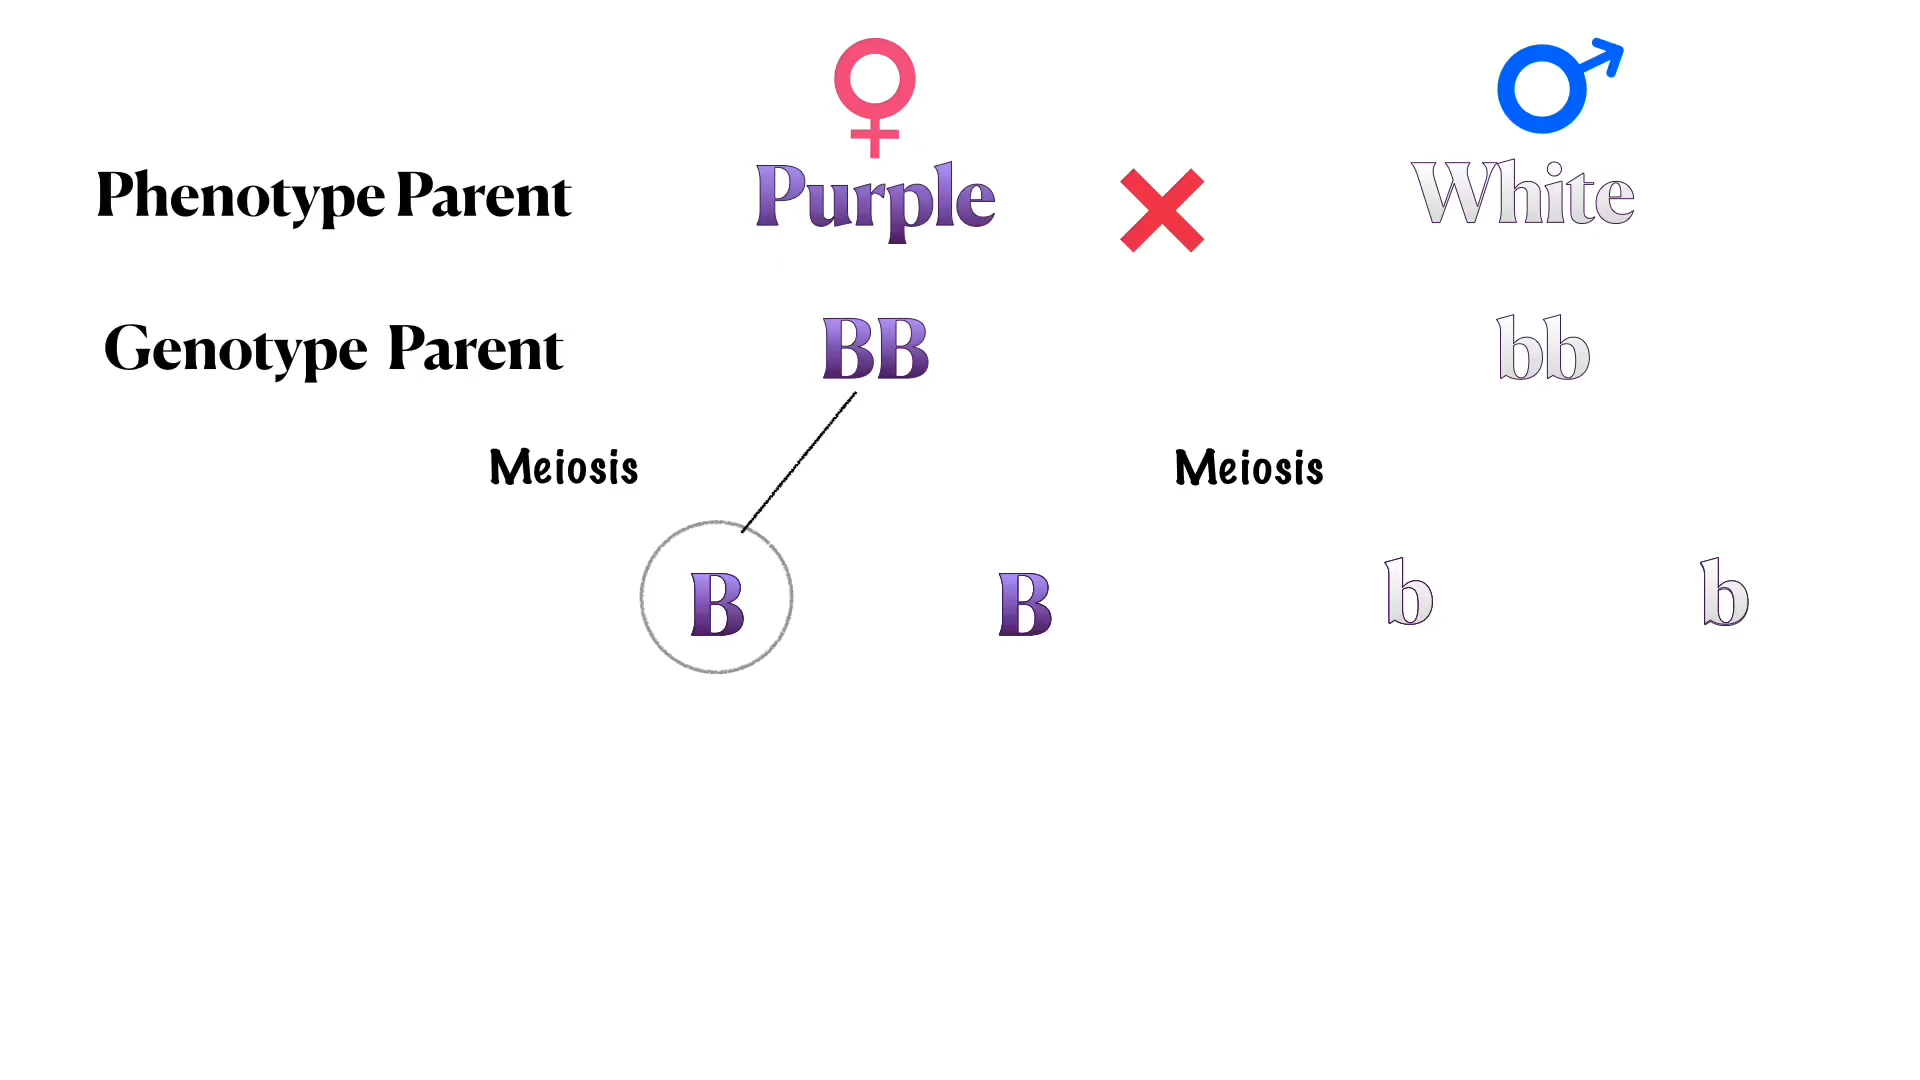 Phenotype Parent Purple White
Genotype Parent BB bb
Meiosis Meiosis
B B b b